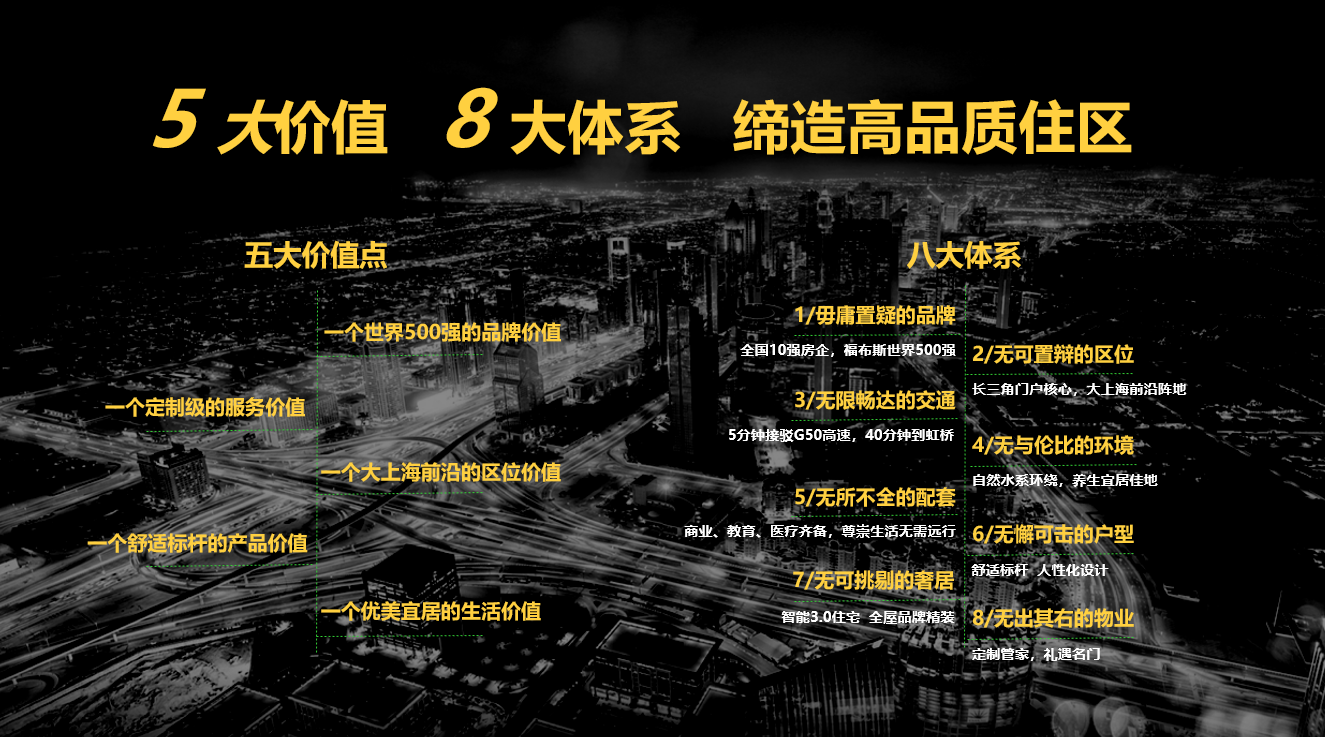 5大价值 8大体系 缔造高品质住区
五大价值点
一个世界500强的品牌价值
一个定制级的服务价值
一个大上海前沿的区位价值
一个舒适标杆的产品价值
一个优美宜居的生活价值
八大体系
1/毋庸置疑的品牌
全国10强房企，福布斯世界500强
2/无可置辩的区位
长三角门户核心，大上海前沿阵地
3/无限畅达的交通
5分钟接驳G50高速，40分钟到虹桥
4/无与伦比的环境
自然水系环绕，养生宜居佳地
5/无所不全的配套
商业、教育、医疗齐备，尊崇生活无需远行
6/无懈可击的户型
舒适标杆 人性化设计
7/无可挑剔的奢居
智能3.0住宅 全屋品牌精装
8/无出其右的物业
定制管家，礼遇名门